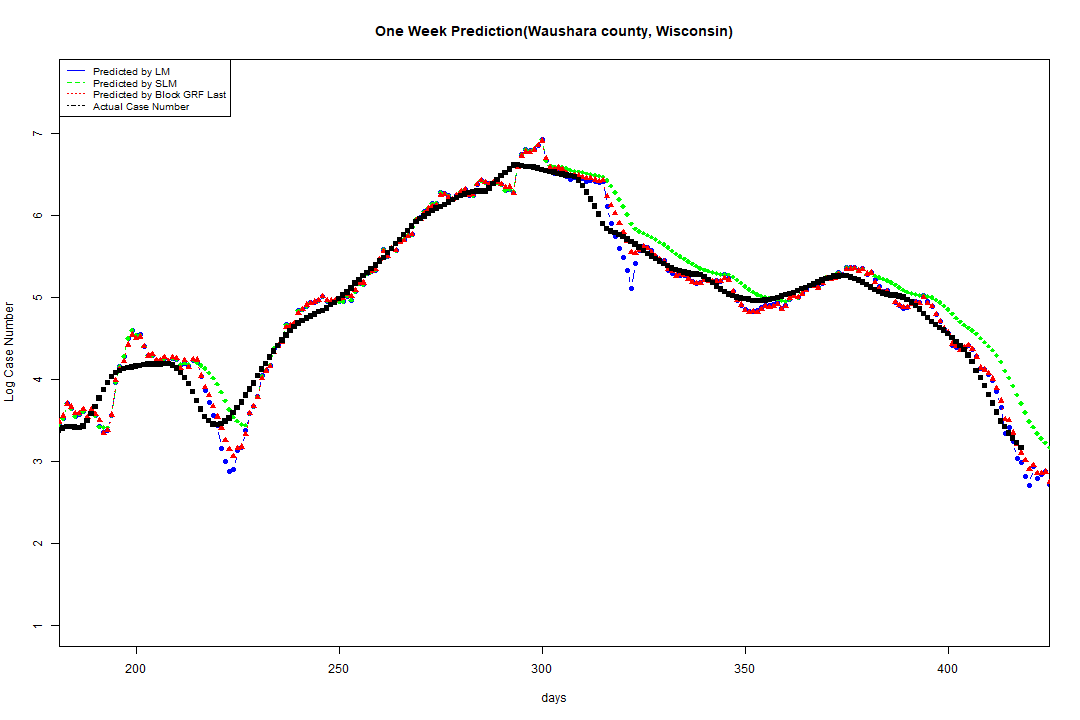 One Week Prediction(Waushara county, Wisconsin)
Predicted by LM
Predicted by SLM
Predicted by Block GRF Last
Actual Case Number
7
6
5
4
3
2
1
Log Case Number
200 250 300 350 400
days